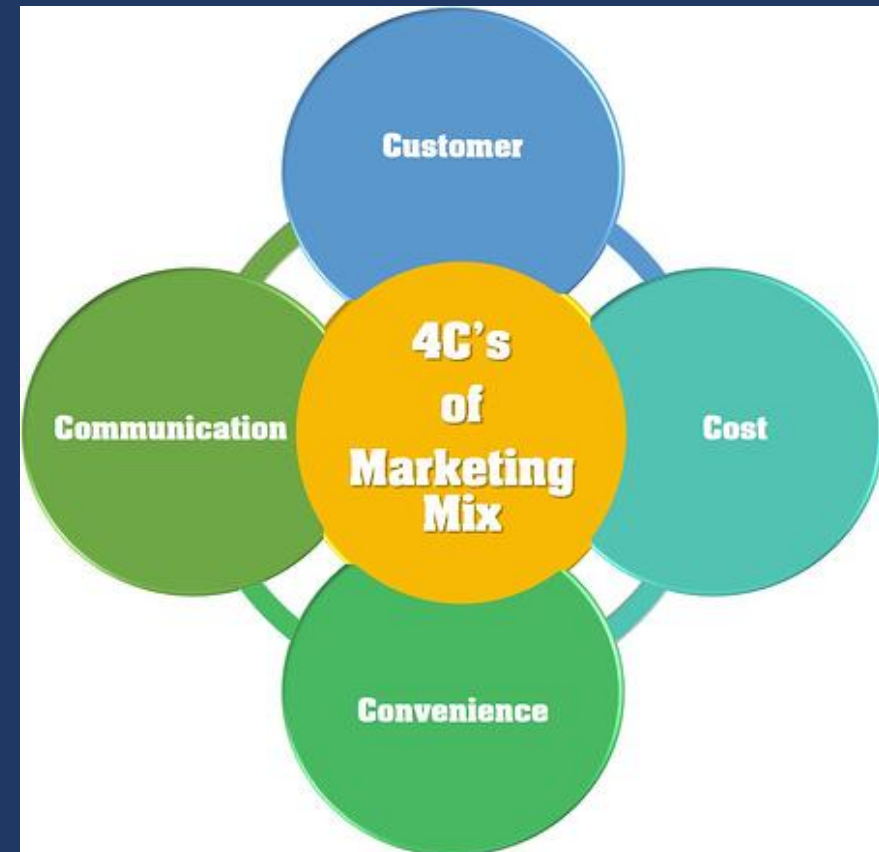 Customer
4C's
of
Marketing
Mix
Communication
Cost
Convenience